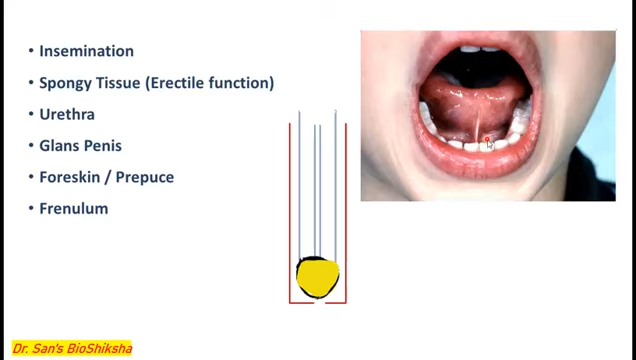 • Insemination
• Spongy Tissue (Erectile function)
• Urethra
• Glans Penis
• Foreskin / Prepuce
• Frenulum
Dr. San's BioShiksha